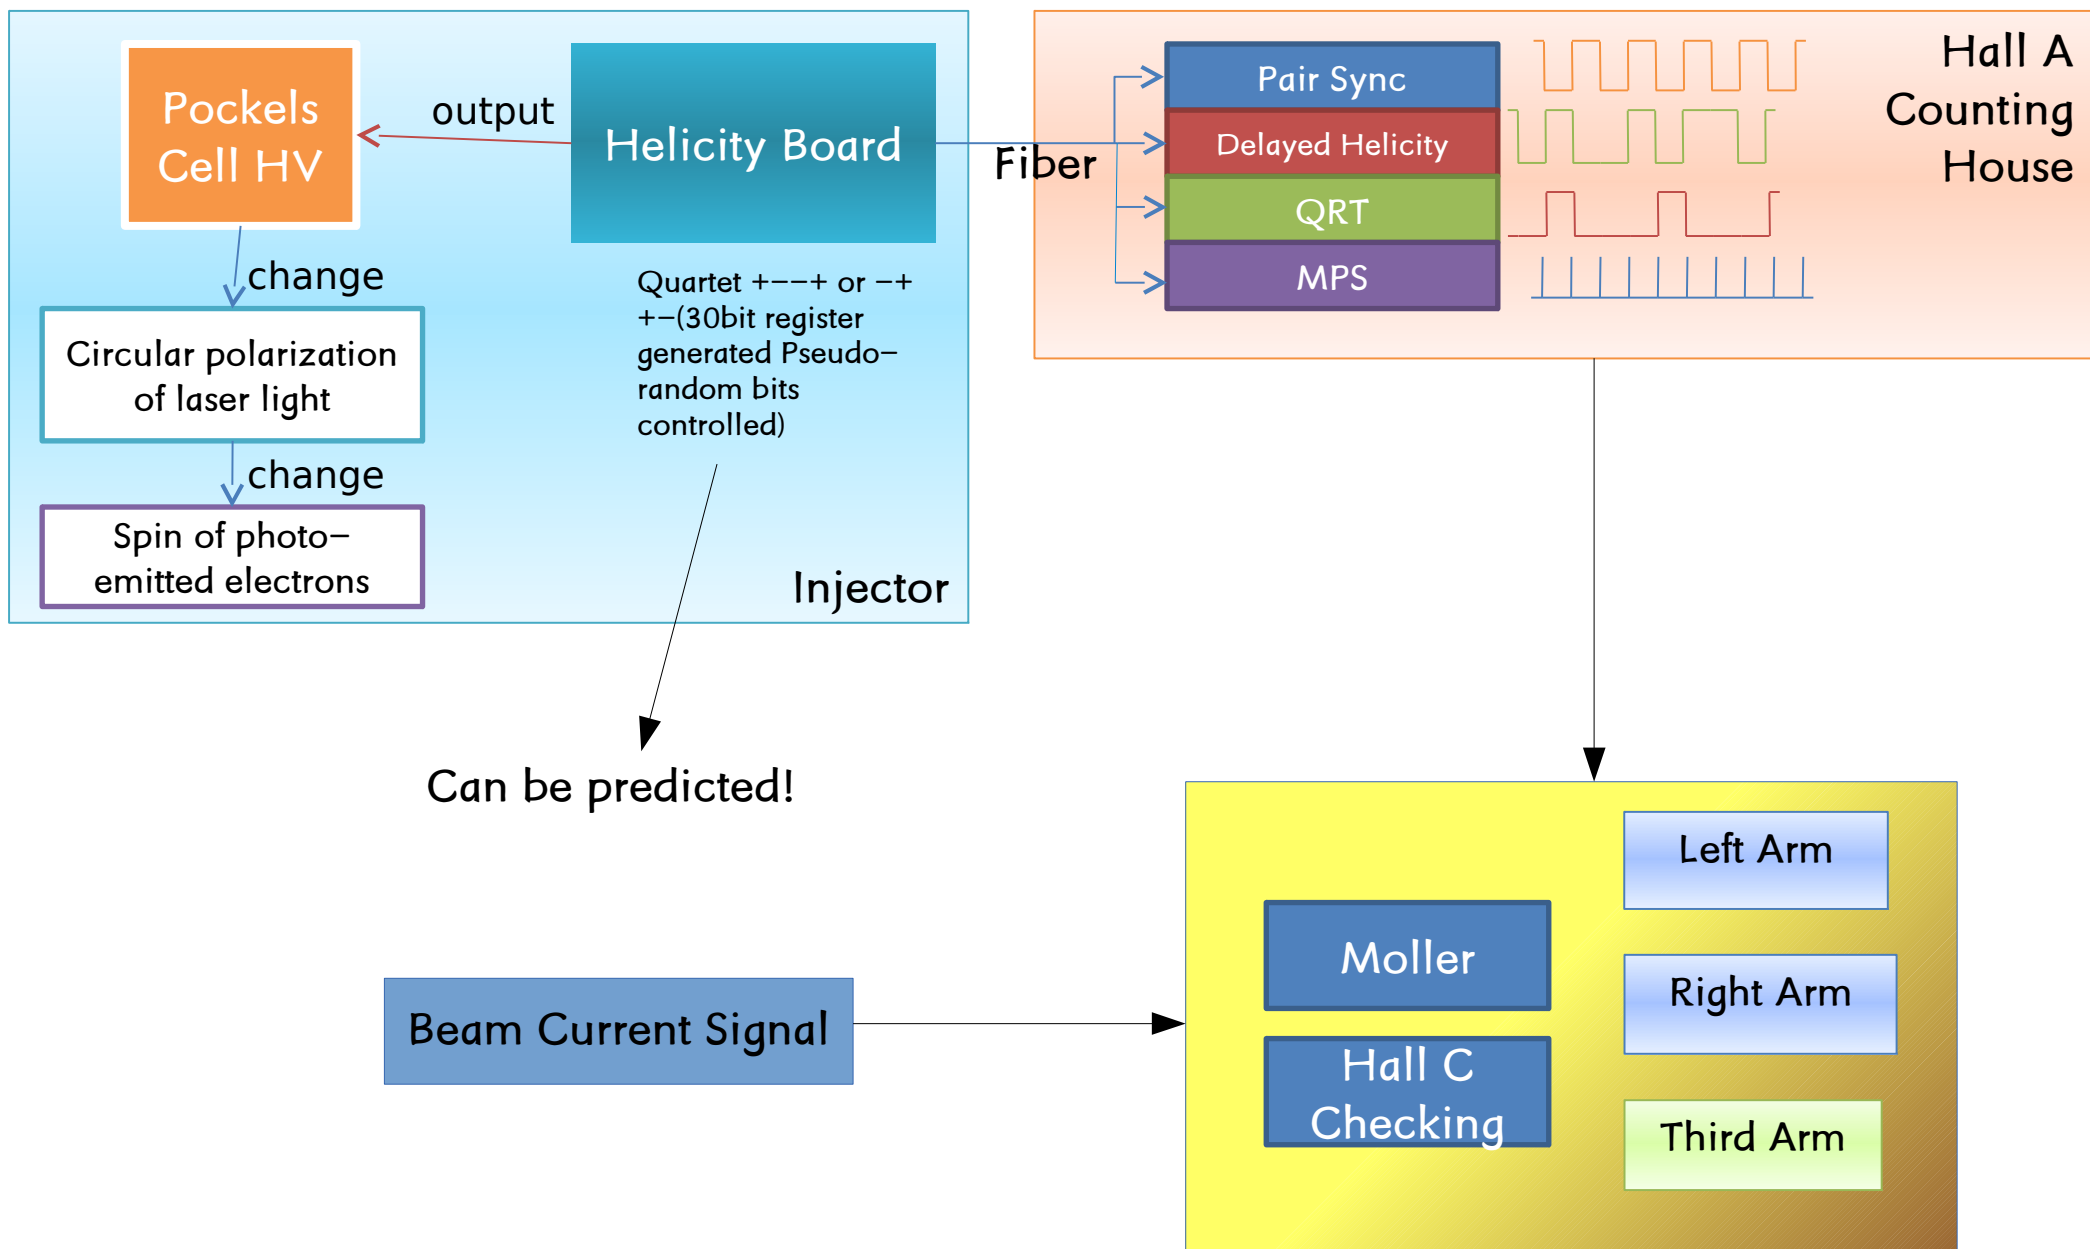 Pockels
Cell HV
output
Helicity Board
change
Circular polarization
of laser light
change
Spin of photo-
emitted electrons
Quartet +--+ or -+
+-(30bit register
generated Pseudo-
random bits
controlled)
Injector
Fiber
Pair Sync
Delayed Helicity
QRT
MPS
Hall A
Counting
House
Can be predicted!
Beam Current Signal
Moller
Hall C
Checking
Left Arm
Right Arm
Third Arm